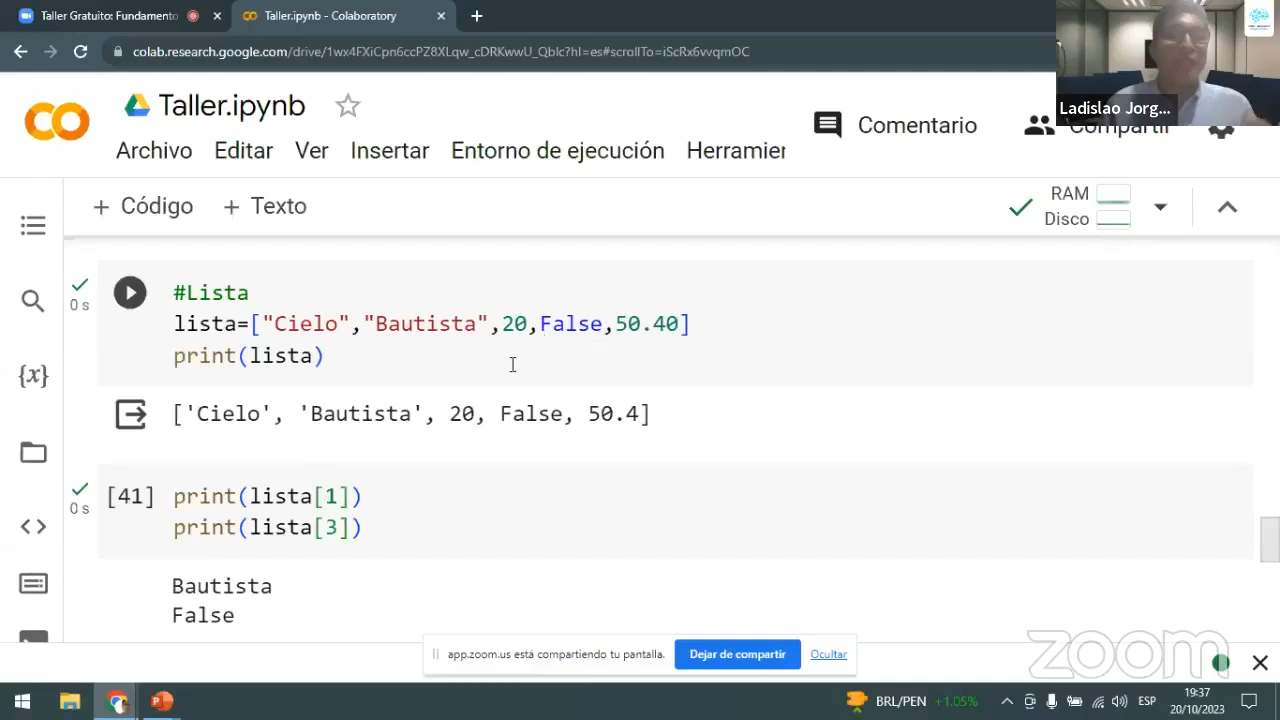 Taller Gratuito: Fundamento
Taller.ipynb - Colaboratory
colab.research.google.com/drive/1wx4FXiCpn6ccPZ8XLqw_cDRKwwU_Qblc?hl=es#scrollTo=iScRx6vvqmOC
Ladislao Jorg...
CO
Taller.ipynb
Comentario
Compartir
Archivo Editar Ver Insertar Entorno de ejecución Herramien
+ Código + Texto
RAM
Disco
0 s
#Lista
lista=["Cielo","Bautista",20,False,50.40]
print(lista)
['Cielo', 'Bautista', 20, False, 50.4]
{x}
0 s
[41] print(lista[1])
print(lista[3])
Bautista
False
app.zoom.us está compartiendo tu pantalla. Dejar de compartir Ocultar
zoom
BRL/PEN +1.05%
ESP
19:37
20/10/2023